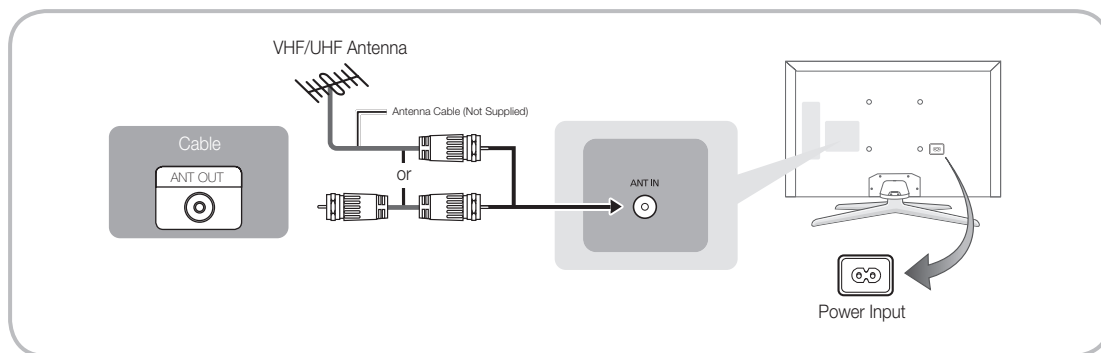 VHF/UHF Antenna
Antenna Cable (Not Supplied)
Cable
ANT OUT
or
ANT IN
Power Input